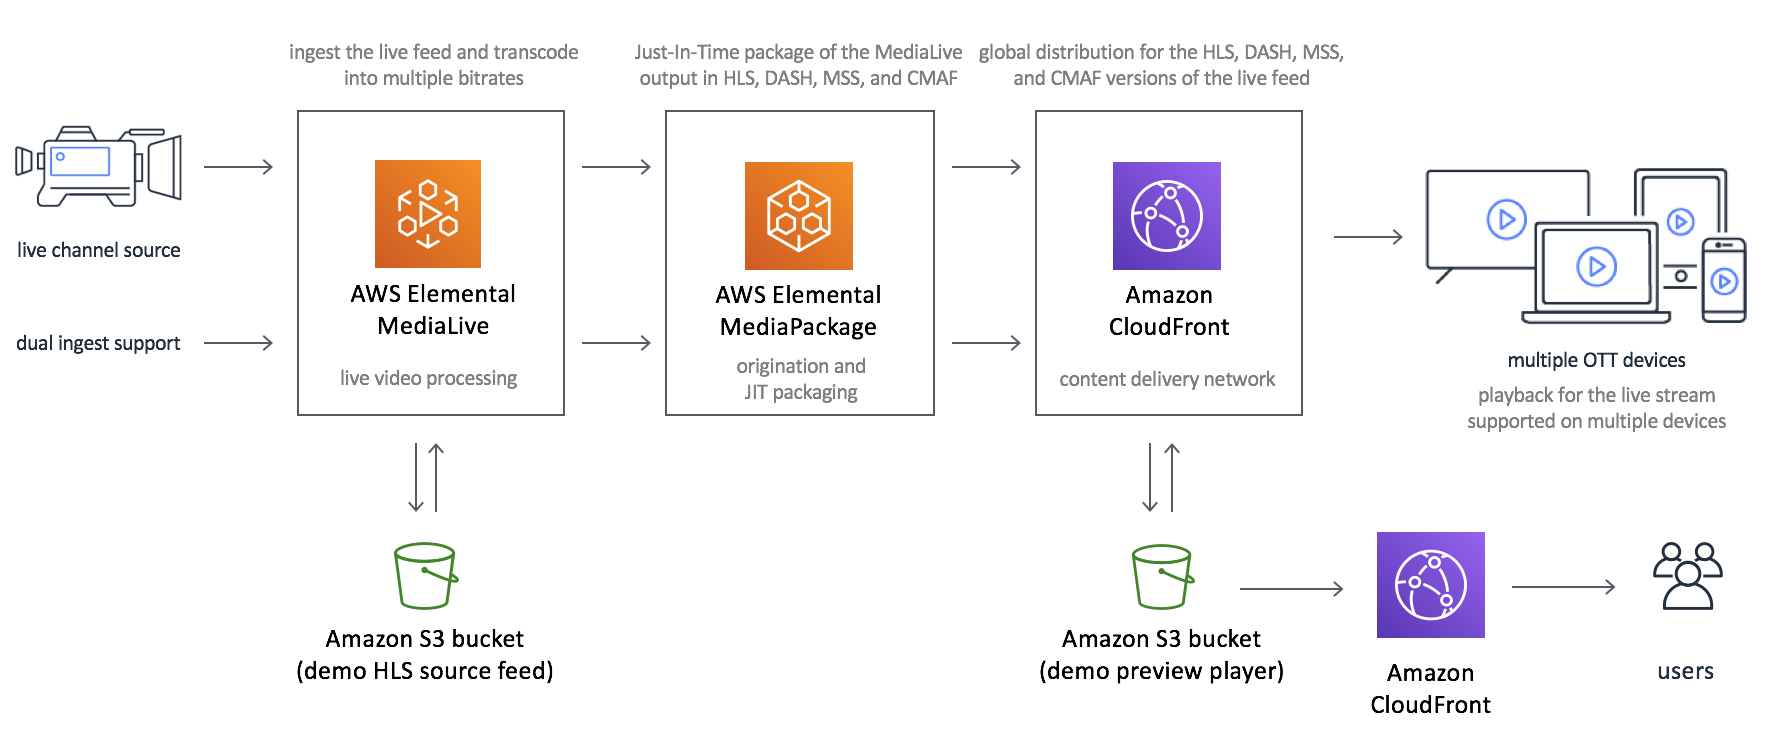 ingest the live feed and transcode
into multiple bitrates
Just-In-Time package of the MediaLive
output in HLS, DASH, MSS, and CMAF
global distribution for the HLS, DASH, MSS,
and CMAF versions of the live feed
live channel source
dual ingest support
AWS Elemental
MediaLive
live video processing
AWS Elemental
MediaPackage
origination and
JIT packaging
Amazon
CloudFront
content delivery network
multiple OTT devices
playback for the live stream
supported on multiple devices
Amazon S3 bucket
(demo HLS source feed)
Amazon S3 bucket
(demo preview player)
Amazon
CloudFront
users